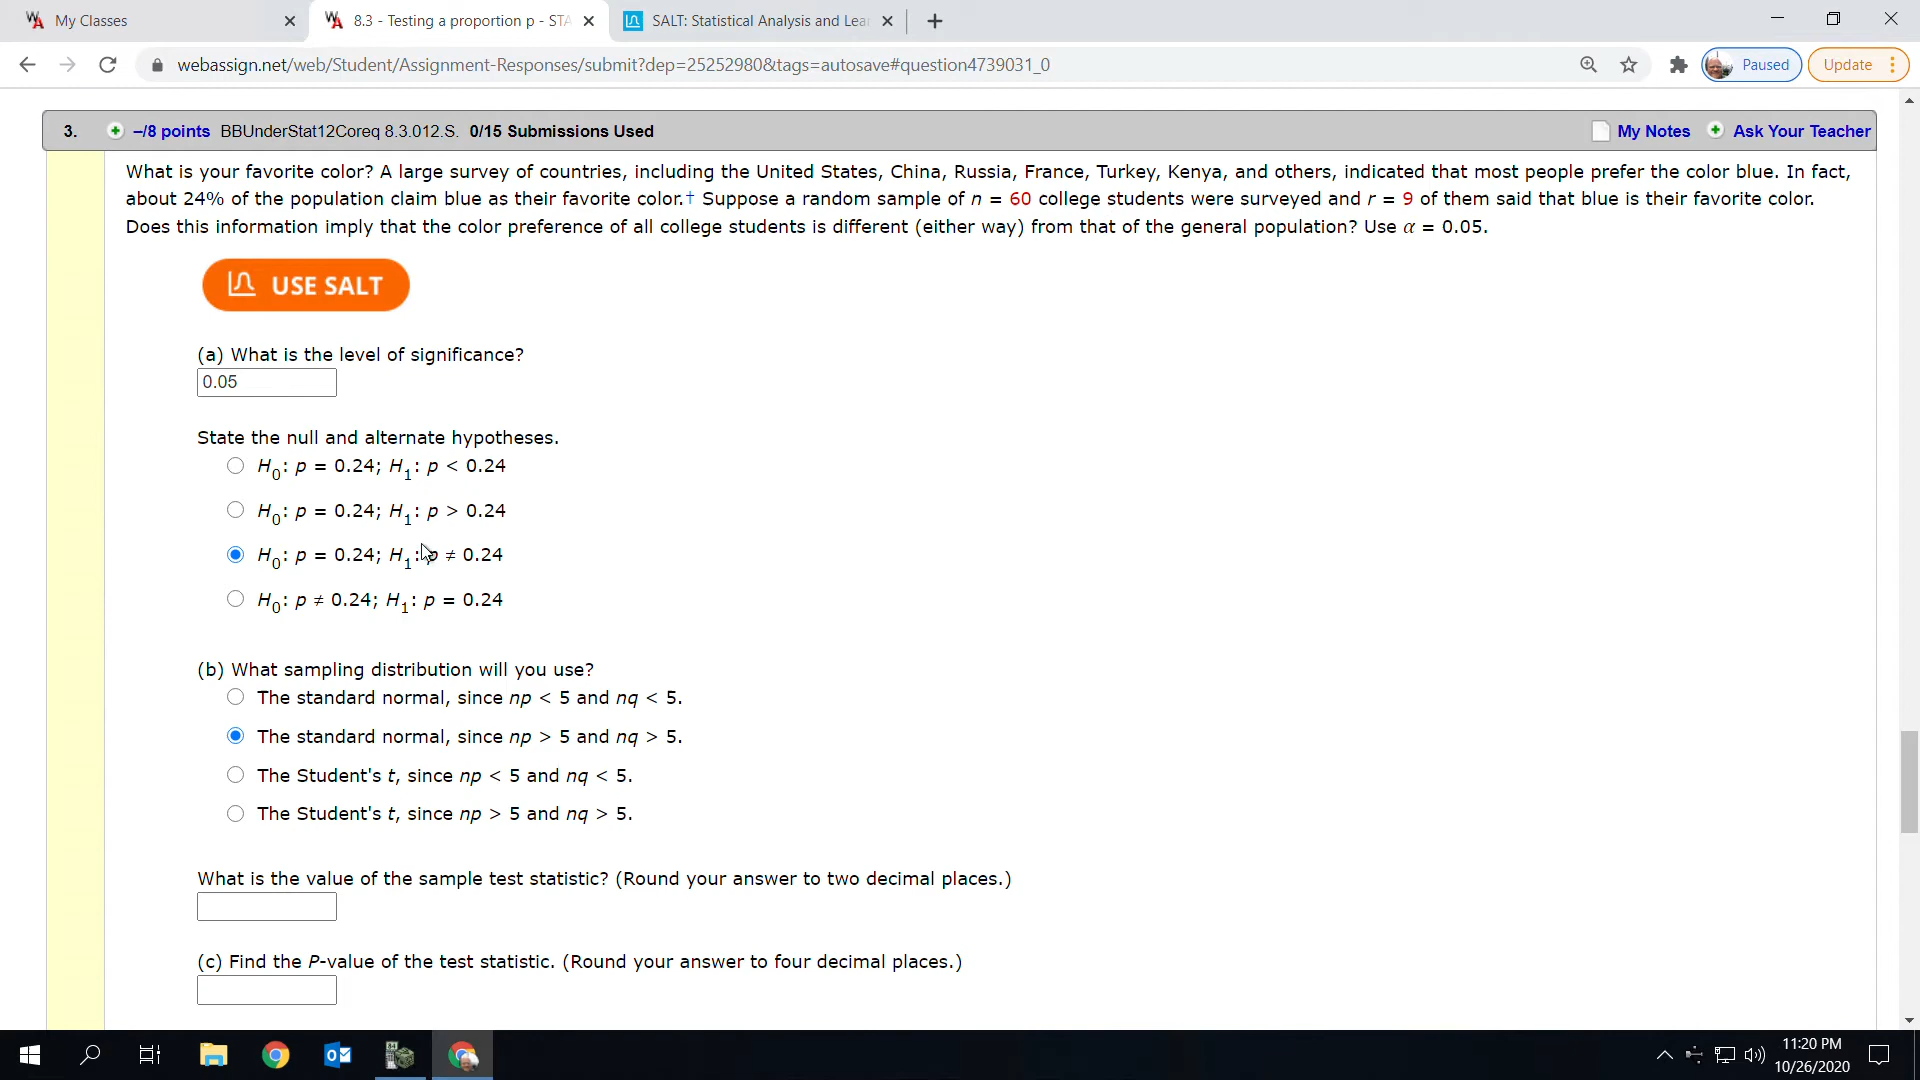 My Classes
8.3 - Testing a proportion p - STA
SALT: Statistical Analysis and Lea
webassign.net/web/Student/Assignment-Responses/submit?dep=25252980&tags=autosave#question4739031_0
Paused
Update
3. –/8 points BBUnderStat12Coreq 8.3.012.S. 0/15 Submissions Used
My Notes
Ask Your Teacher
What is your favorite color? A large survey of countries, including the United States, China, Russia, France, Turkey, Kenya, and others, indicated that most people prefer the color blue. In fact,
about 24% of the population claim blue as their favorite color.† Suppose a random sample of n = 60 college students were surveyed and r = 9 of them said that blue is their favorite color.
Does this information imply that the color preference of all college students is different (either way) from that of the general population? Use α = 0.05.
USE SALT
(a) What is the level of significance?
0.05
State the null and alternate hypotheses.
H0: p = 0.24; H1: p < 0.24
H0: p = 0.24; H1: p > 0.24
H0: p = 0.24; H1: p ≠ 0.24
H0: p ≠ 0.24; H1: p = 0.24
(b) What sampling distribution will you use?
The standard normal, since np < 5 and nq < 5.
The standard normal, since np > 5 and nq > 5.
The Student's t, since np < 5 and nq < 5.
The Student's t, since np > 5 and nq > 5.
What is the value of the sample test statistic? (Round your answer to two decimal places.)
(c) Find the P-value of the test statistic. (Round your answer to four decimal places.)
11:20 PM
10/26/2020